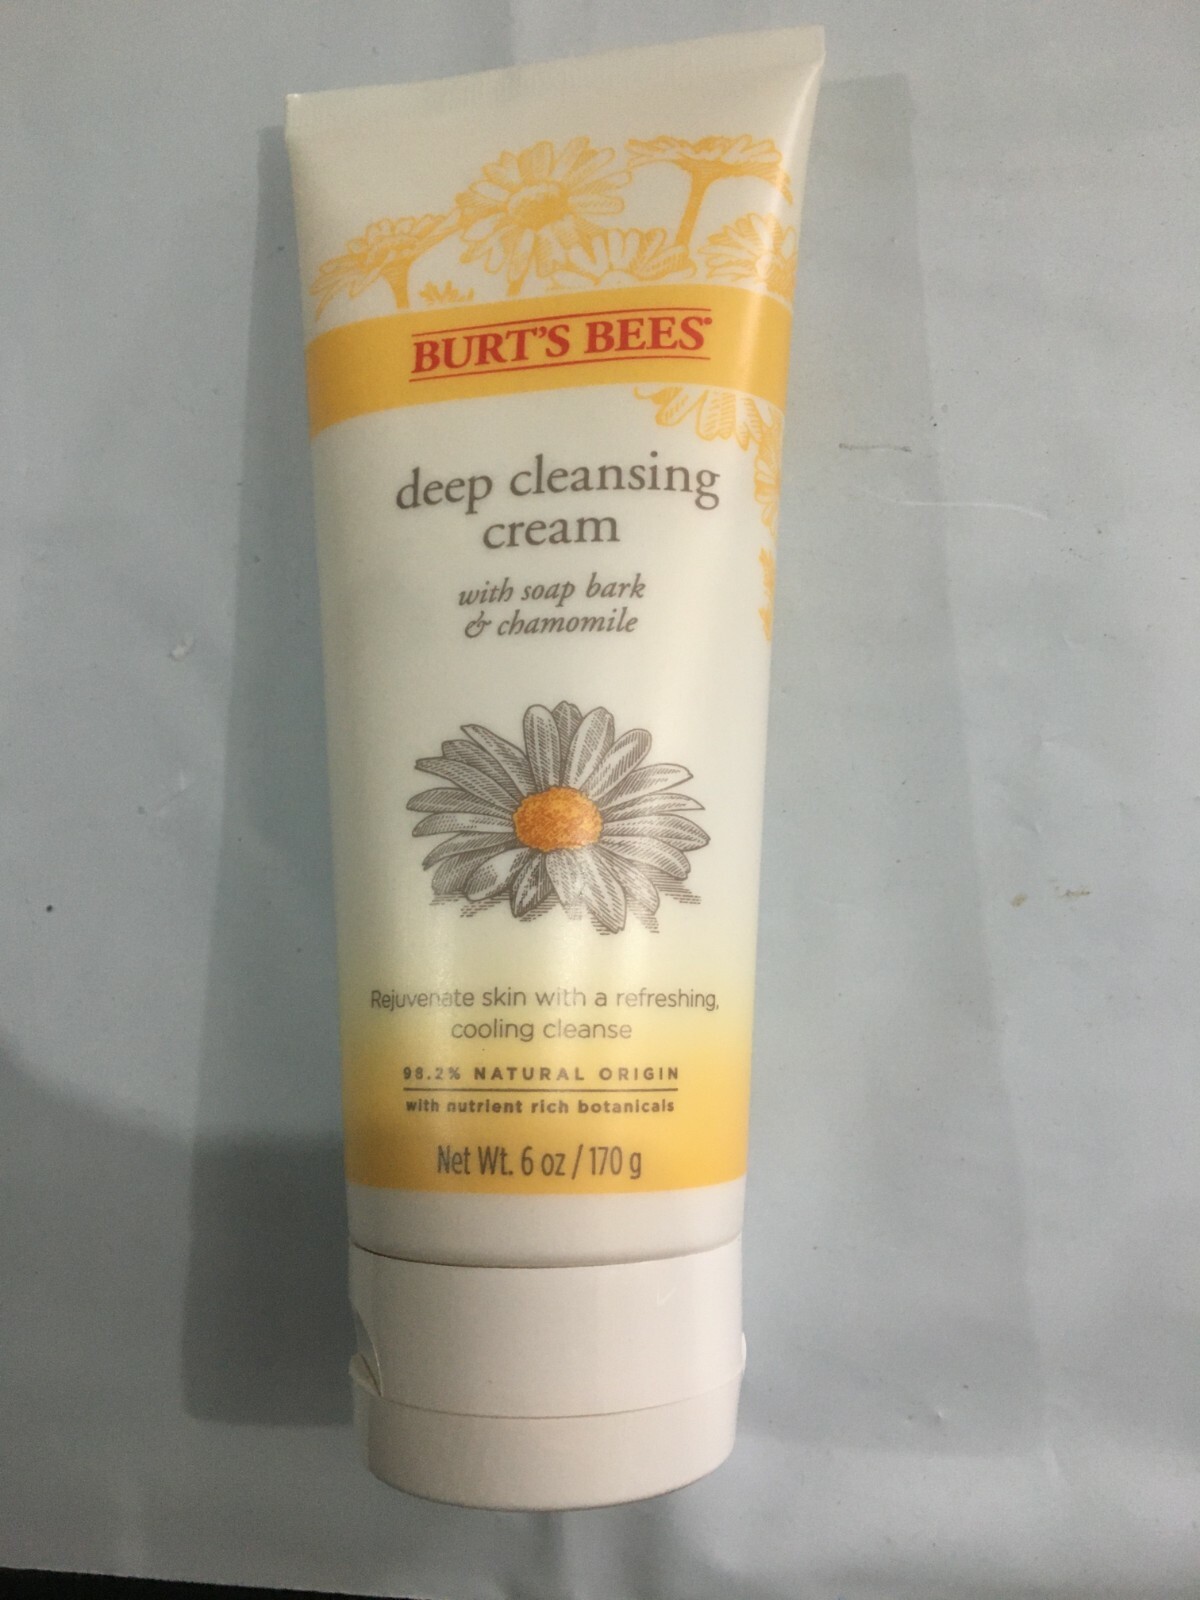 BURT'S BEES
deep cleansing
cream
with soap bark
& chamomile
Rejuvenate skin with a refreshing,
cooling cleanse
98.2% NATURAL ORIGIN
with nutrient rich botanicals
Net Wt. 6 oz / 170 g